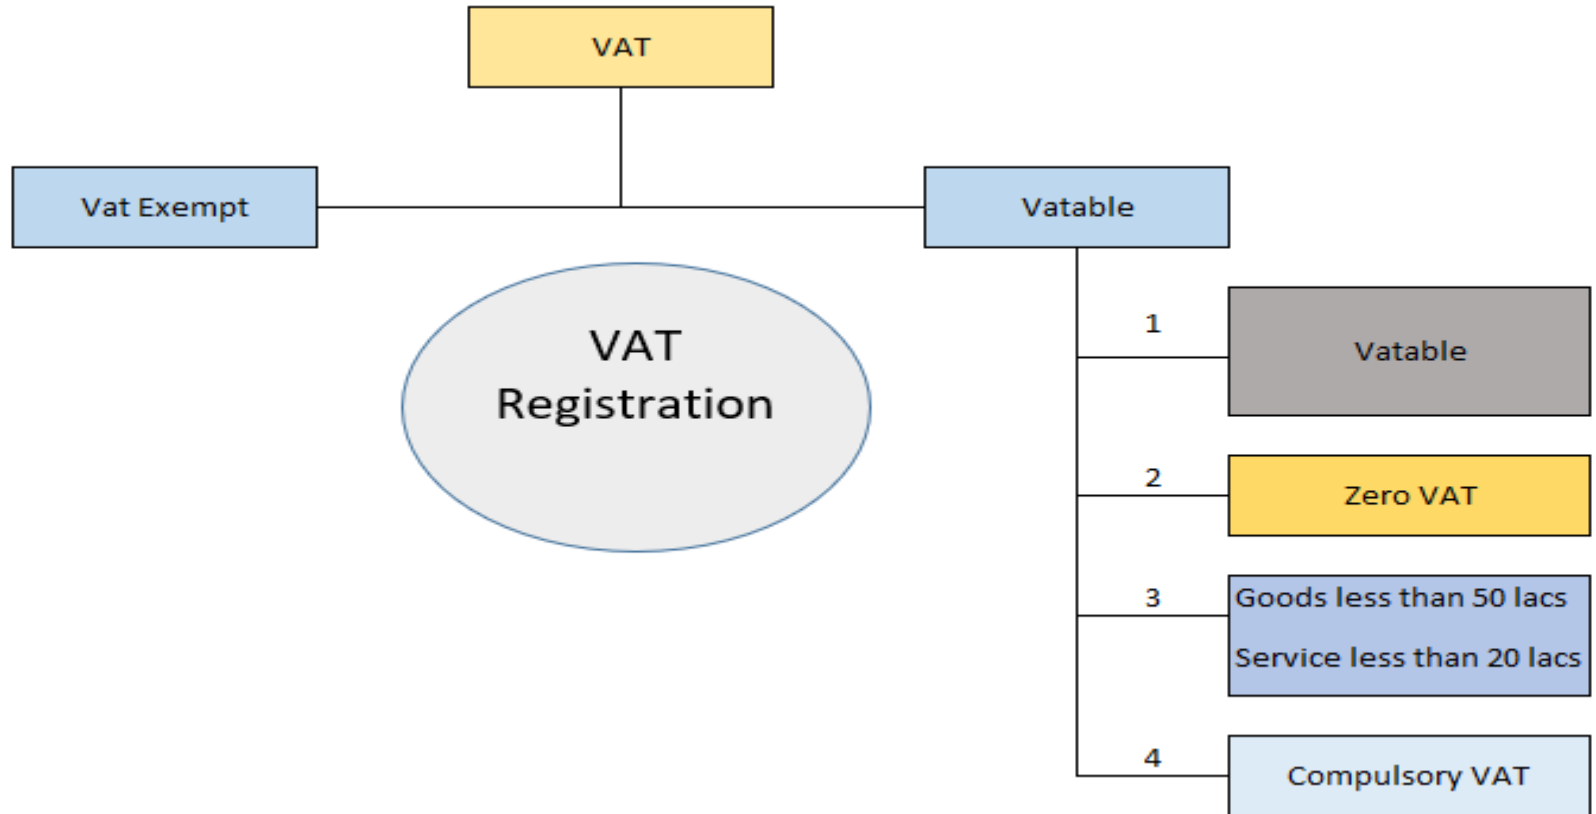 VAT
Vat Exempt
Vatable
VAT
Registration
1
Vatable
2
Zero VAT
3
Goods less than 50 lacs
Service less than 20 lacs
4
Compulsory VAT